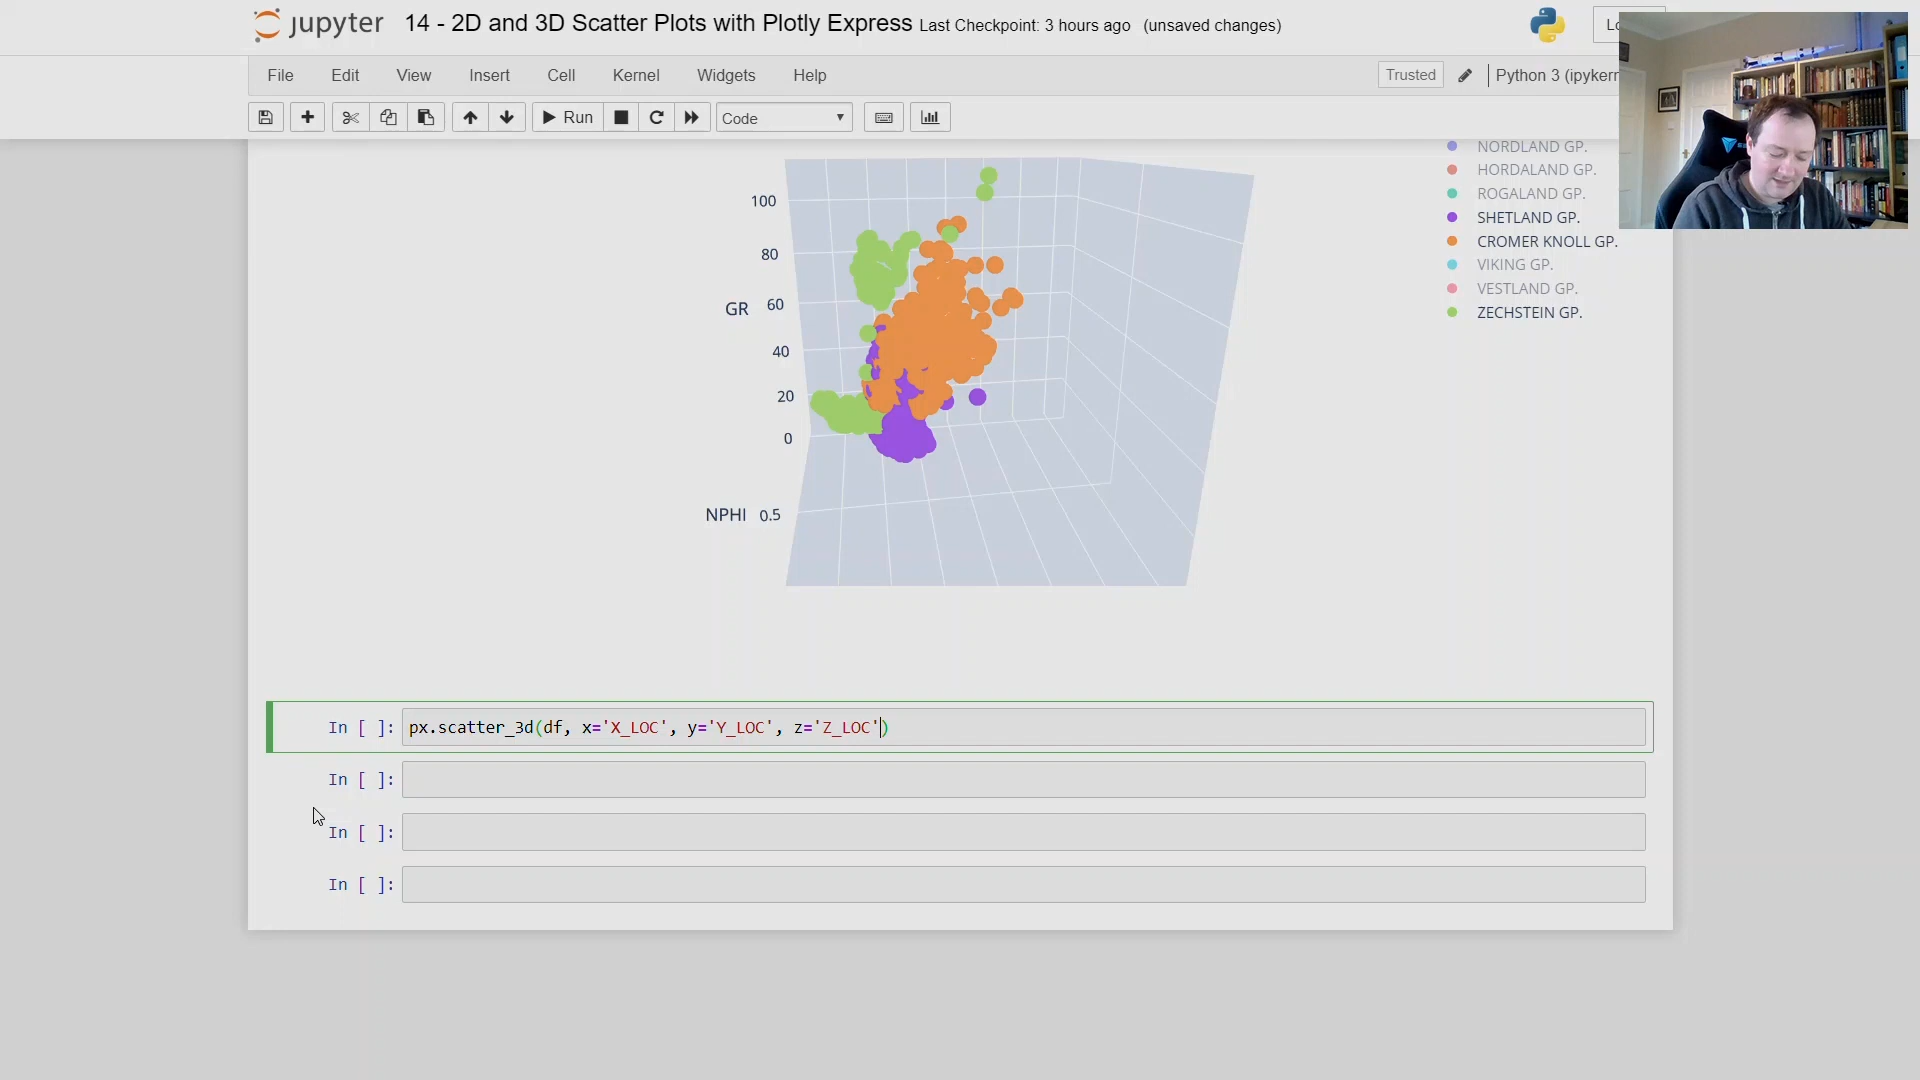 jupyter 14 - 2D and 3D Scatter Plots with Plotly Express Last Checkpoint: 3 hours ago (unsaved changes)
File Edit View Insert Cell Kernel Widgets Help Trusted Python 3 (ipykern
Run Code
NORDLAND GP.
HORDALAND GP.
ROGALAND GP.
SHETLAND GP.
CROMER KNOLL GP.
VIKING GP.
VESTLAND GP.
ZECHSTEIN GP.
100
80
GR 60
40
20
0
NPHI 0.5
In [ ]: px.scatter_3d(df, x='X_LOC', y='Y_LOC', z='Z_LOC')
In [ ]:
In [ ]:
In [ ]: